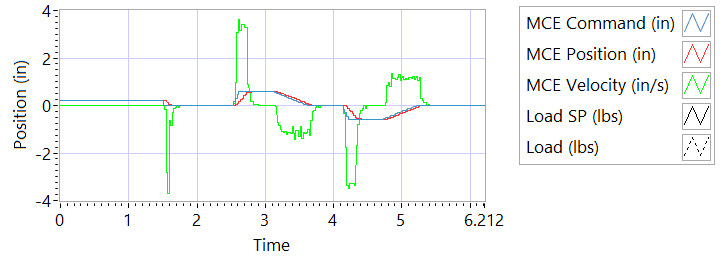 4
2
0
-2
-4
Position (in)
0 1 2 3 4 5 6.212
Time
MCE Command (in)
MCE Position (in)
MCE Velocity (in/s)
Load SP (lbs)
Load (lbs)